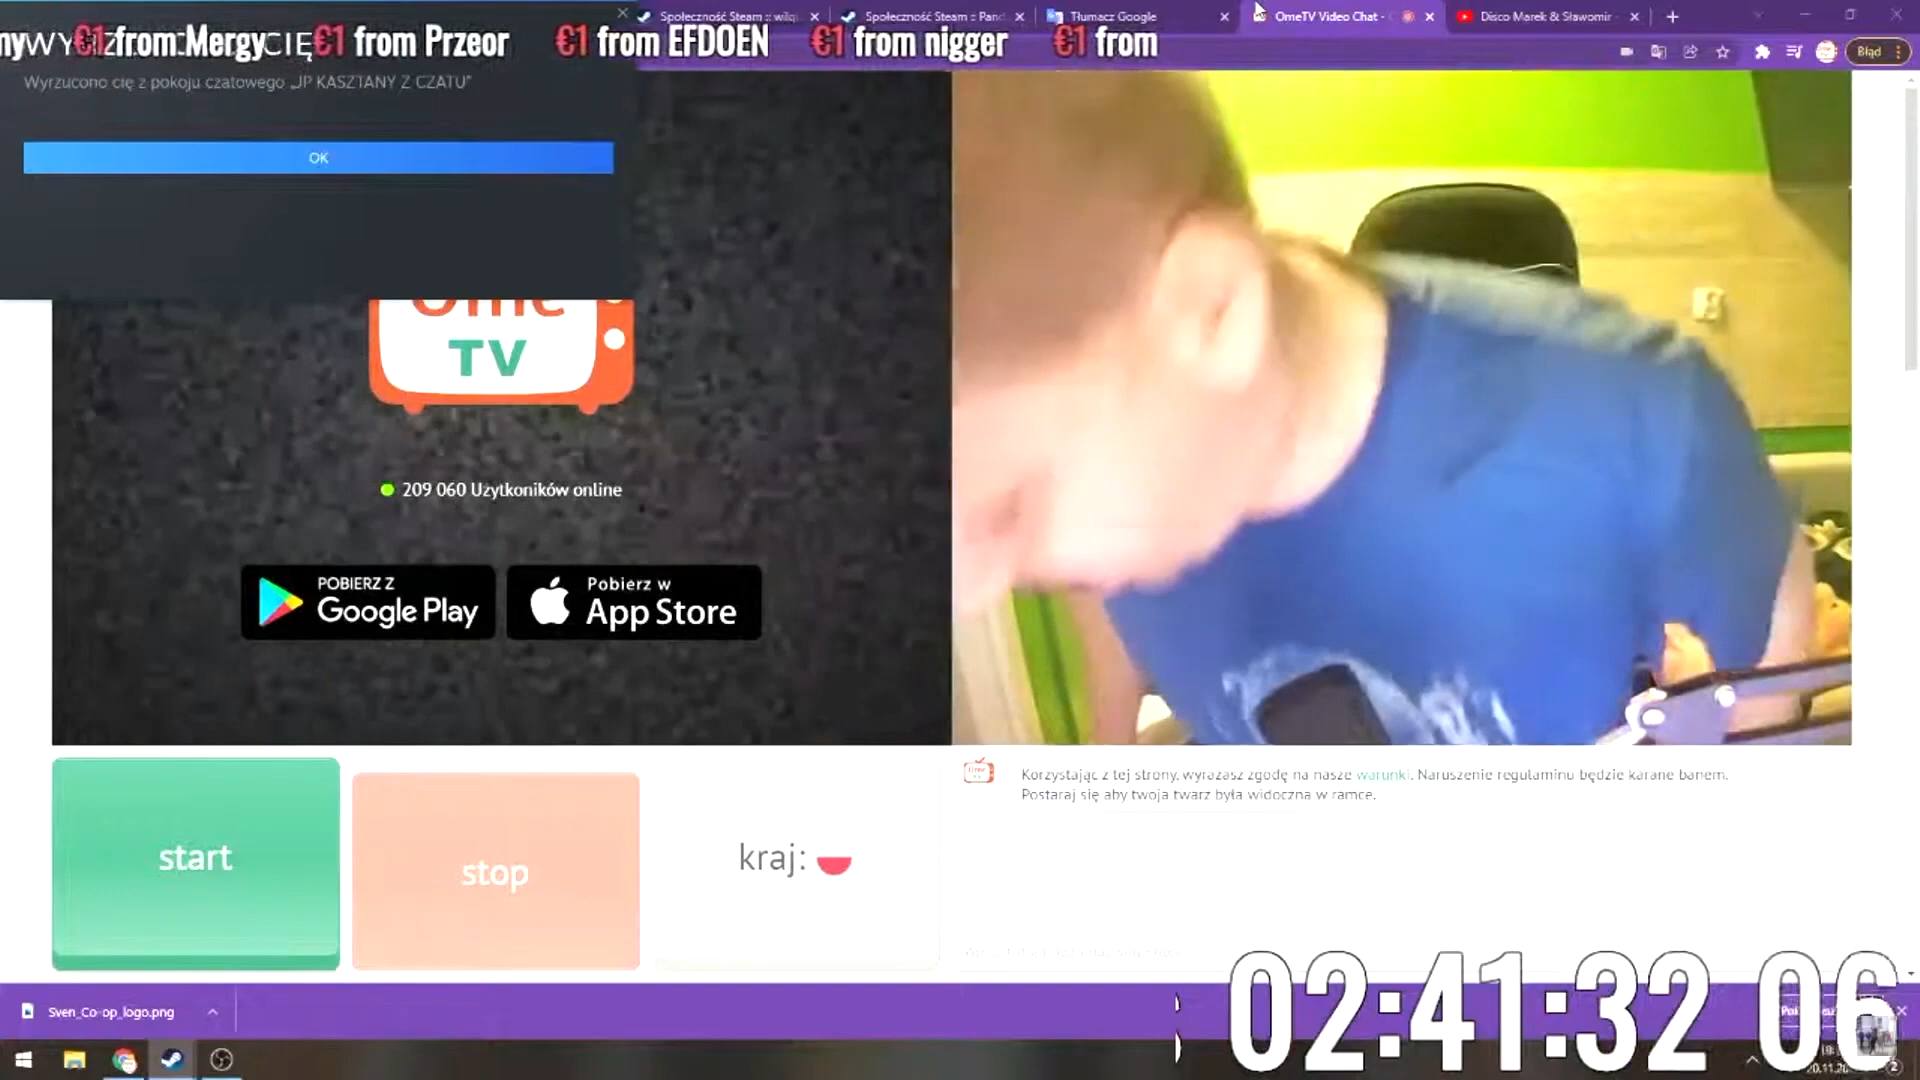 Społeczność Steam :: wilq
Społeczność Steam :: Pand
Tłumacz Google
OmeTV Video Chat -
Disco Marek & Sławomir
Błąd
€1 from Mergy €1 from Przeor €1 from EFDOEN €1 from nigger €1 from
Wyrzucono cię z pokoju czatowego „JP KASZTANY Z CZATU”
OK
Ome
TV
209 060 Uzytkoników online
POBIERZ Z
Google Play
Pobierz w
App Store
start
stop
kraj:
Korzystając z tej strony, wyrażasz zgodę na nasze warunki. Naruszenie regulaminu będzie karane banem.
Postaraj się aby twoja twarz była widoczna w ramce.
Sven_Co-op_logo.png
02:41:32 06